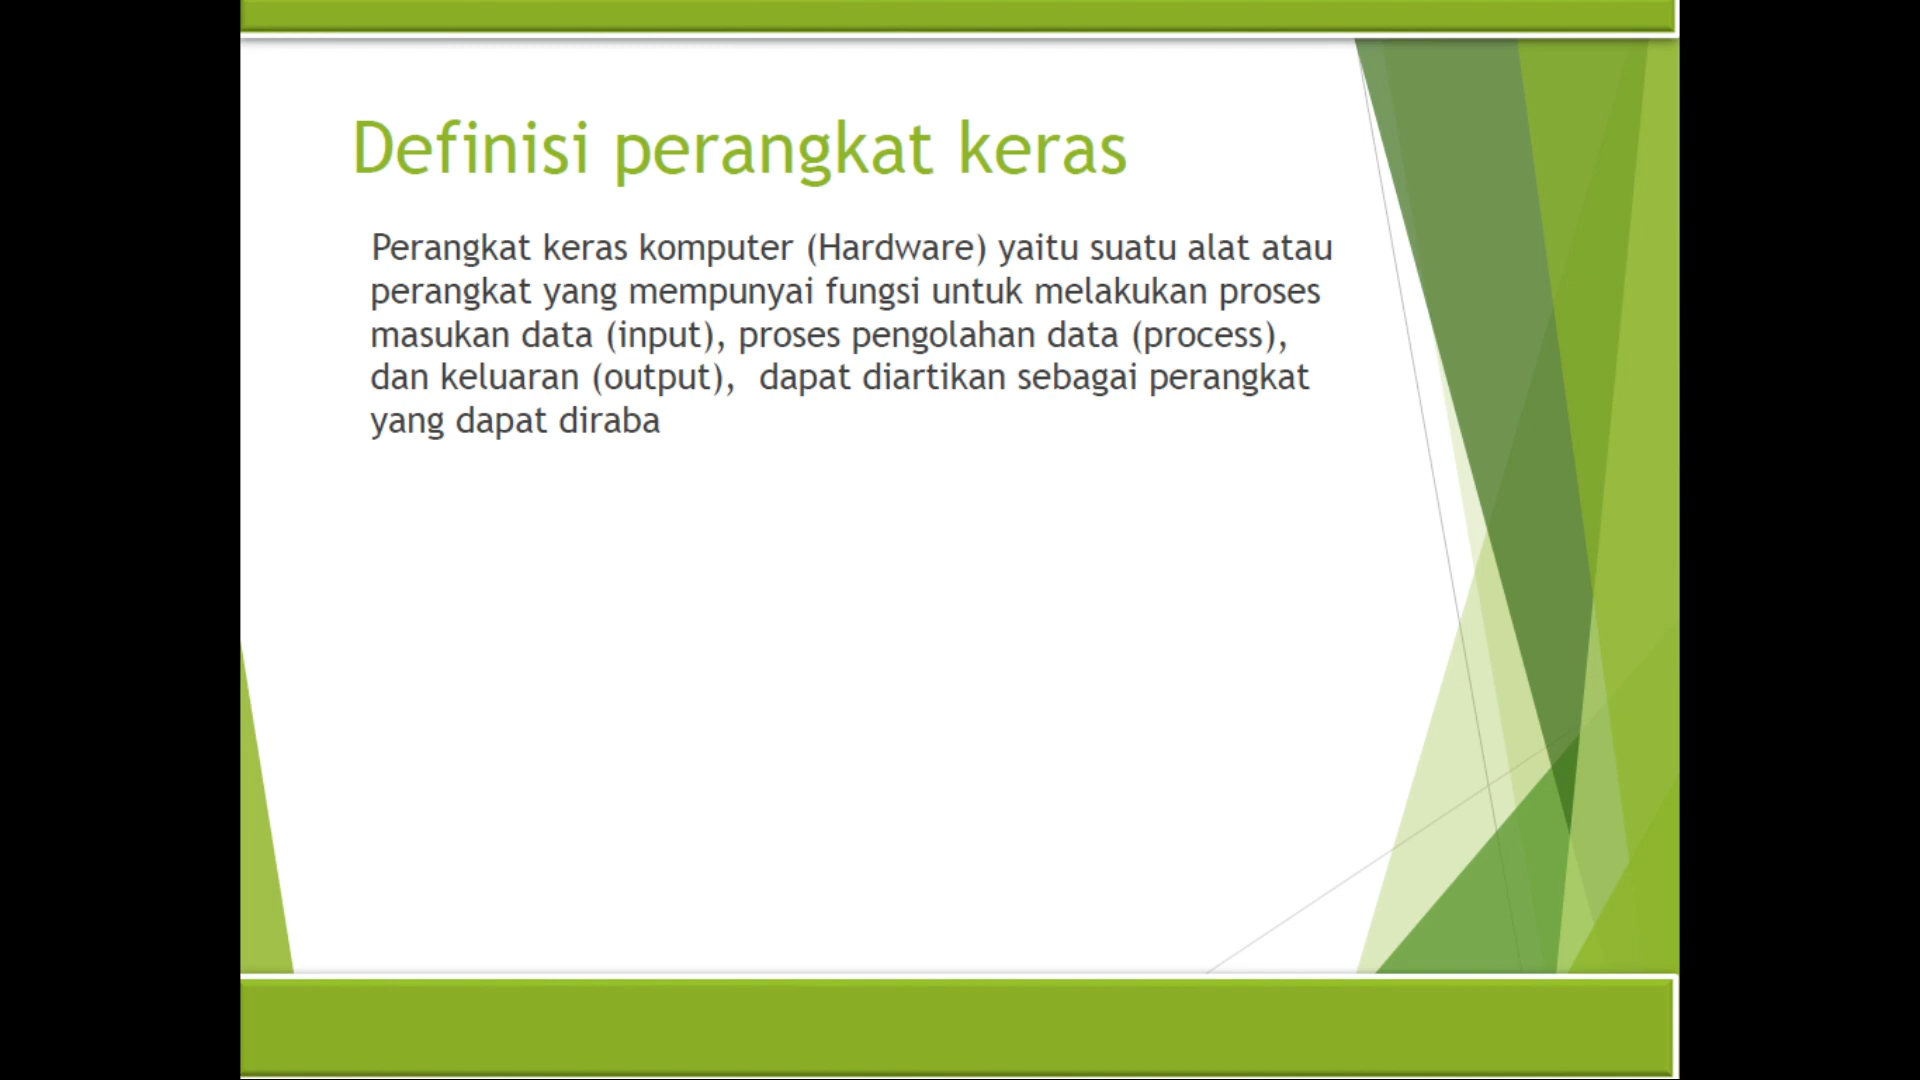 Definisi perangkat keras
Perangkat keras komputer (Hardware) yaitu suatu alat atau
perangkat yang mempunyai fungsi untuk melakukan proses
masukan data (input), proses pengolahan data (process),
dan keluaran (output),  dapat diartikan sebagai perangkat
yang dapat diraba